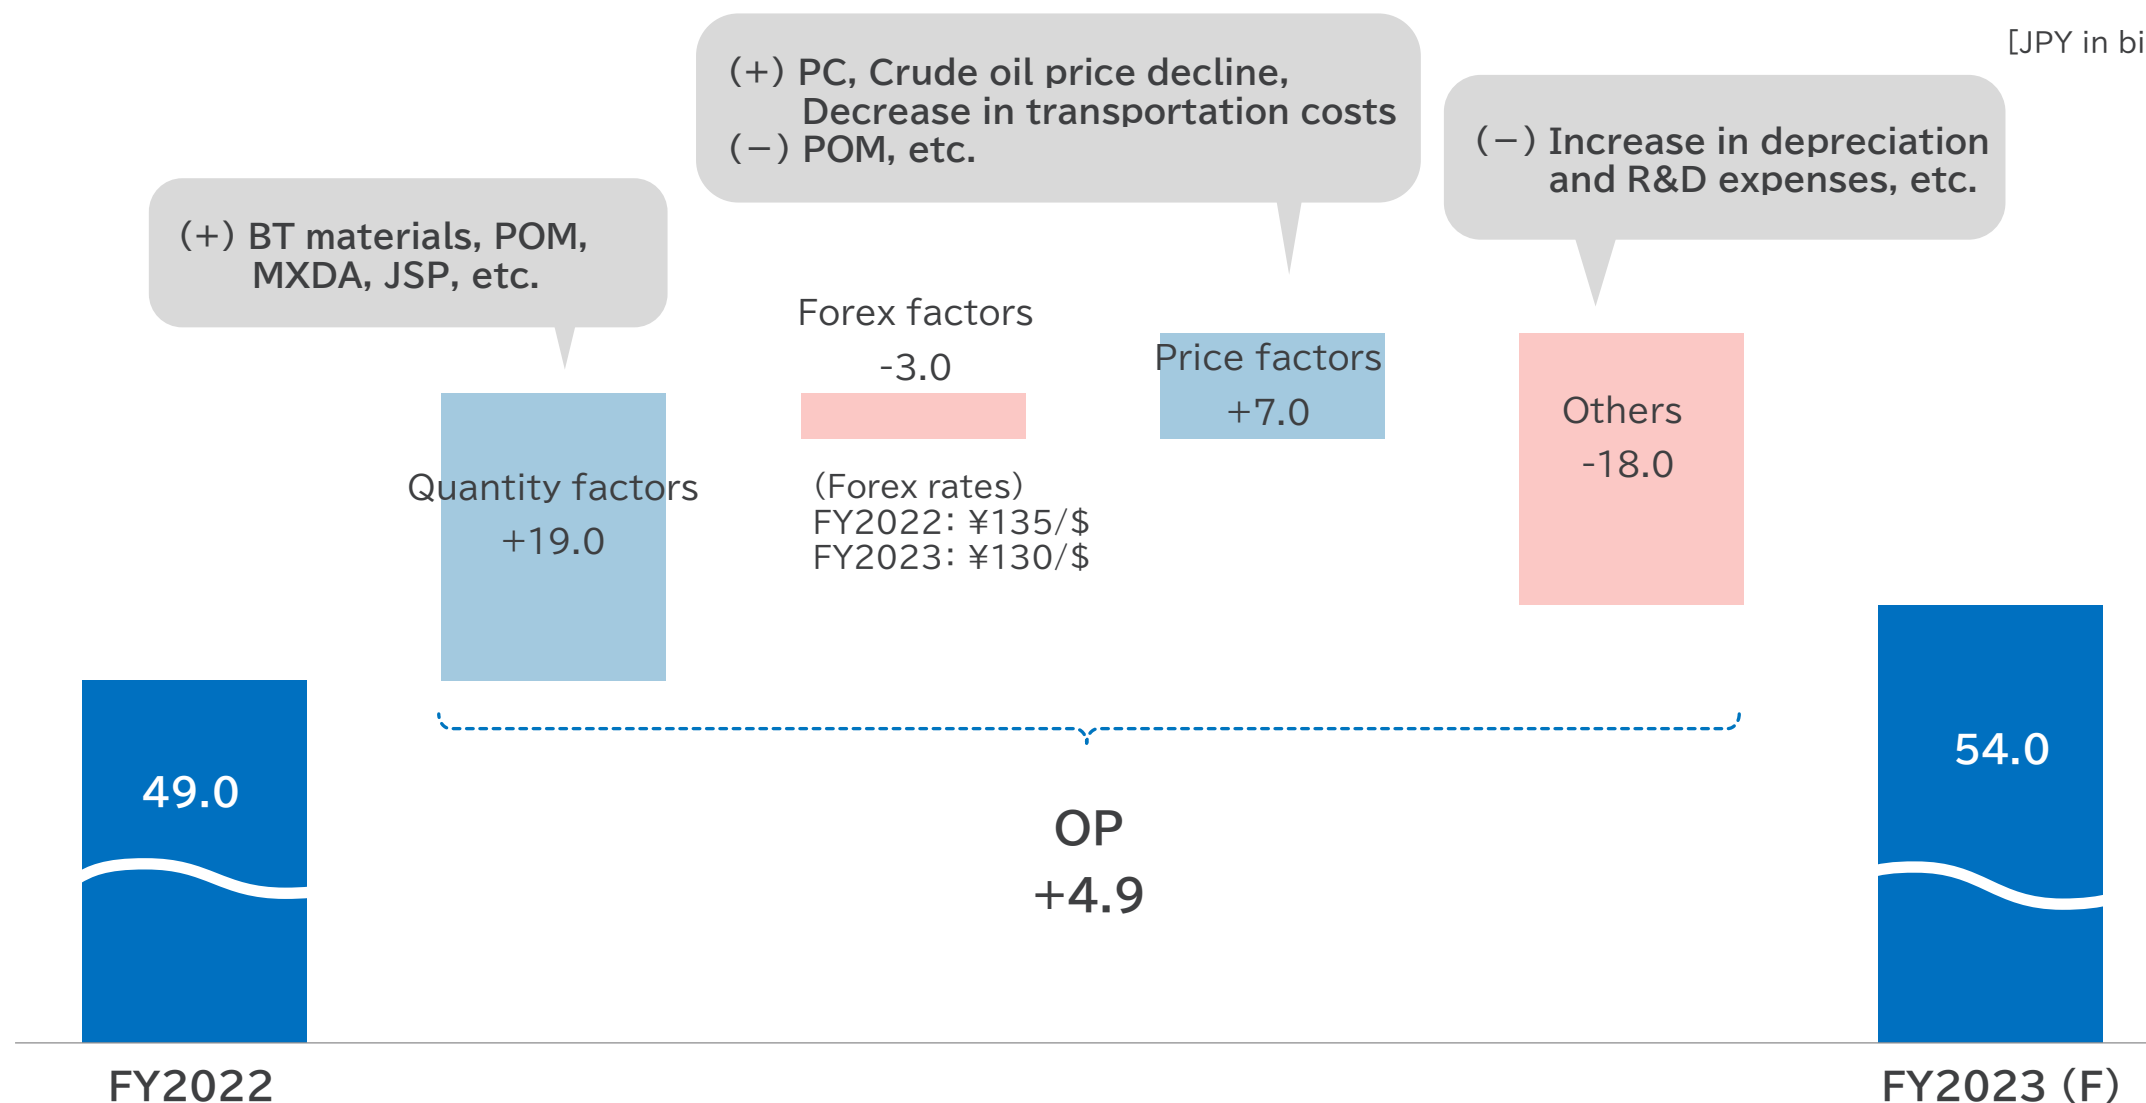 [JPY in bi
(+) PC, Crude oil price decline,
Decrease in transportation costs
(−) POM, etc.
(−) Increase in depreciation
and R&D expenses, etc.
(+) BT materials, POM,
MXDA, JSP, etc.
Forex factors
-3.0
Price factors
+7.0
Others
-18.0
Quantity factors
+19.0
(Forex rates)
FY2022: ¥135/$
FY2023: ¥130/$
49.0
54.0
OP
+4.9
FY2022
FY2023 (F)